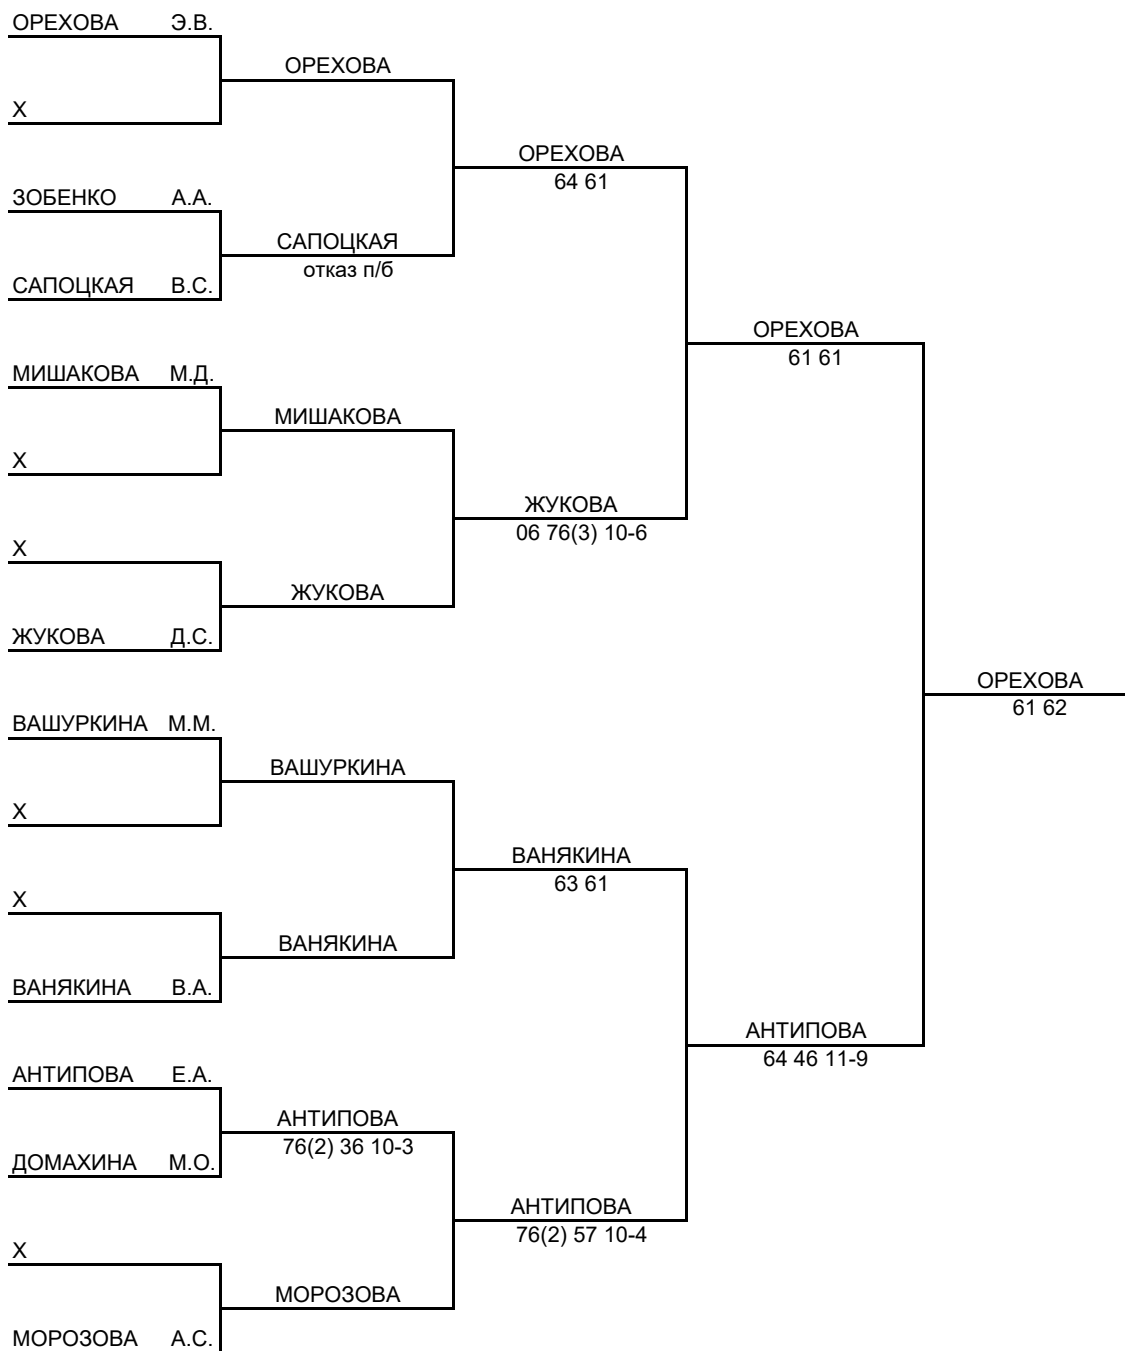 ОРЕХОВА Э.В.
ОРЕХОВА
X
ОРЕХОВА
64 61
ЗОБЕНКО А.А.
САПОЦКАЯ
отказ п/б
САПОЦКАЯ В.С.
ОРЕХОВА
61 61
МИШАКОВА М.Д.
МИШАКОВА
X
ЖУКОВА
06 76(3) 10-6
X
ЖУКОВА
ЖУКОВА Д.С.
ОРЕХОВА
61 62
ВАШУРКИНА М.М.
ВАШУРКИНА
X
ВАНЯКИНА
63 61
X
ВАНЯКИНА
ВАНЯКИНА В.А.
АНТИПОВА
64 46 11-9
АНТИПОВА Е.А.
АНТИПОВА
76(2) 36 10-3
ДОМАХИНА М.О.
АНТИПОВА
76(2) 57 10-4
X
МОРОЗОВА
МОРОЗОВА А.С.